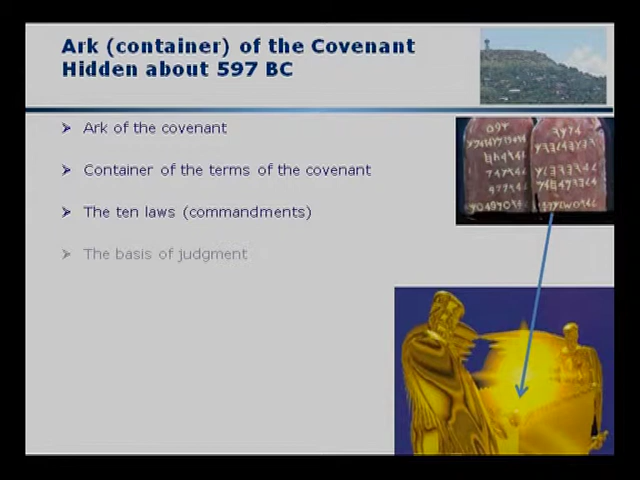 Ark (container) of the Covenant
Hidden about 597 BC
Ark of the covenant
Container of the terms of the covenant
The ten laws (commandments)
The basis of judgment